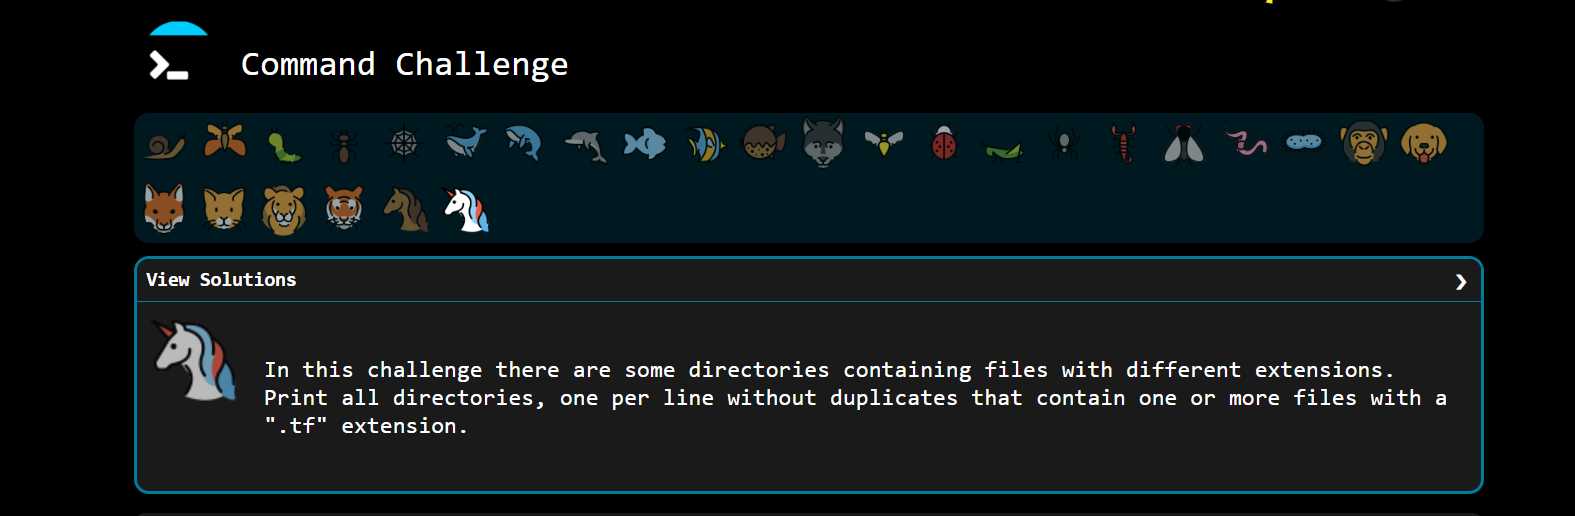 Command Challenge
View Solutions
In this challenge there are some directories containing files with different extensions.
Print all directories, one per line without duplicates that contain one or more files with a
".tf" extension.